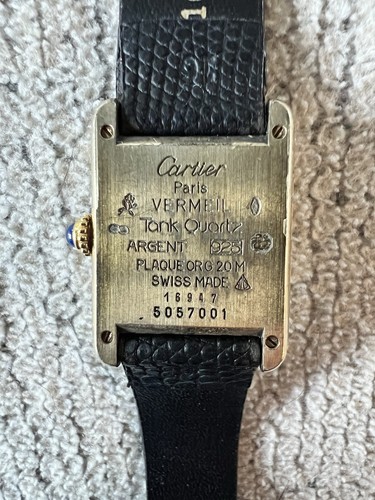 Cartier
Paris
VERMEIL
Tank Quartz
ARGENT 925
PLAQUE OR G 20 M
SWISS MADE
16947
5057001